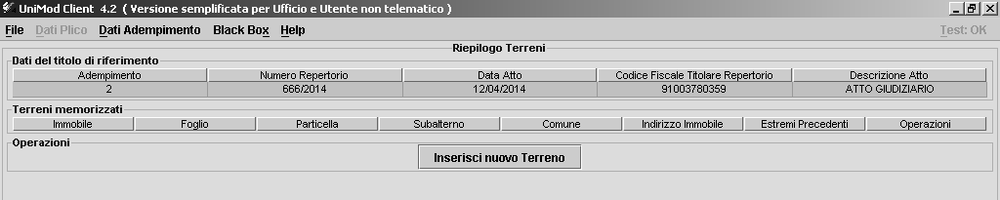 UniMod Client 4.2 ( Versione semplificata per Ufficio e Utente non telematico )
File Dati Plico Dati Adempimento Black Box Help Test: OK
Riepilogo Terreni
Dati del titolo di riferimento
Adempimento Numero Repertorio Data Atto Codice Fiscale Titolare Repertorio Descrizione Atto
2 666/2014 12/04/2014 91003780359 ATTO GIUDIZIARIO
Terreni memorizzati
Immobile Foglio Particella Subalterno Comune Indirizzo Immobile Estremi Precedenti Operazioni
Operazioni
Inserisci nuovo Terreno